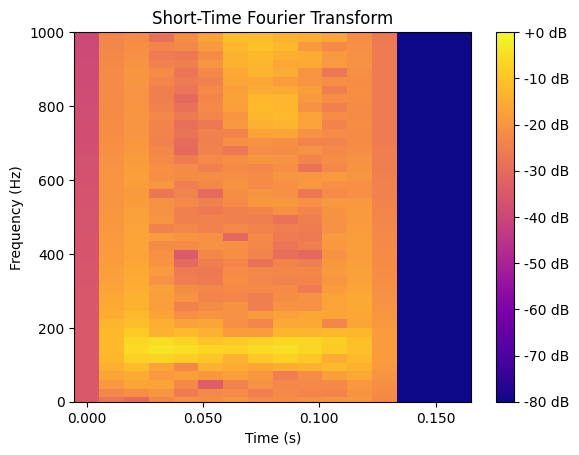 Short-Time Fourier Transform
1000
800
600
400
200
0
Frequency (Hz)
0.000
0.050
0.100
0.150
Time (s)
+0 dB
-10 dB
-20 dB
-30 dB
-40 dB
-50 dB
-60 dB
-70 dB
-80 dB